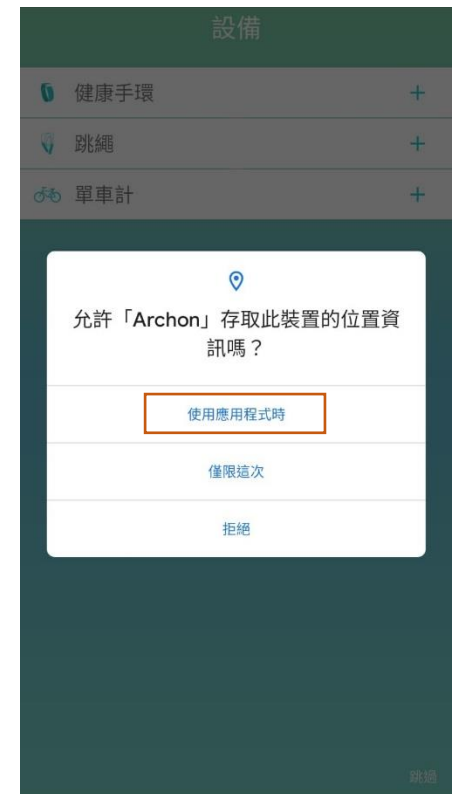 設備
健康手環 +
跳繩 +
單車計 +
允許「Archon」存取此裝置的位置資
訊嗎？
使用應用程式時
僅限這次
拒絕
跳過